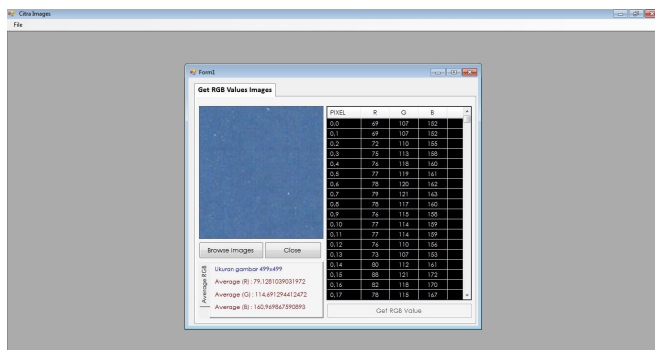 Citra Images
File
Form1
Get RGB Values Images
PIXEL R G B
0,0 69 107 152
0,1 69 107 152
0,2 72 110 155
0,3 75 113 158
0,4 76 118 160
0,5 77 119 161
0,6 78 120 162
0,7 79 121 163
0,8 78 117 160
0,9 76 115 158
0,10 77 114 159
0,11 77 114 159
0,12 76 110 156
0,13 73 107 153
0,14 80 112 161
0,15 88 121 172
0,16 82 118 170
0,17 78 115 167
Browse Images Close
Average RGB
Ukuran gambar 499x499
Average (R) : 79,1281039031972
Average (G) : 114,691294412472
Average (B) : 160,969867590893
Get RGB Value